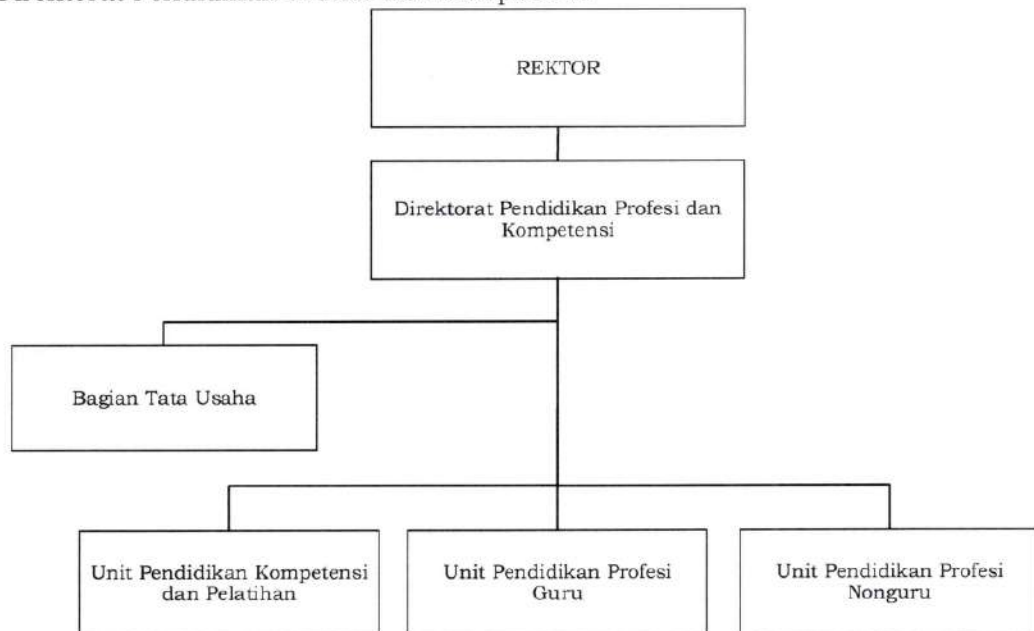 REKTOR
Direktorat Pendidikan Profesi dan
Kompetensi
Bagian Tata Usaha
Unit Pendidikan Kompetensi
dan Pelatihan
Unit Pendidikan Profesi
Guru
Unit Pendidikan Profesi
Nonguru